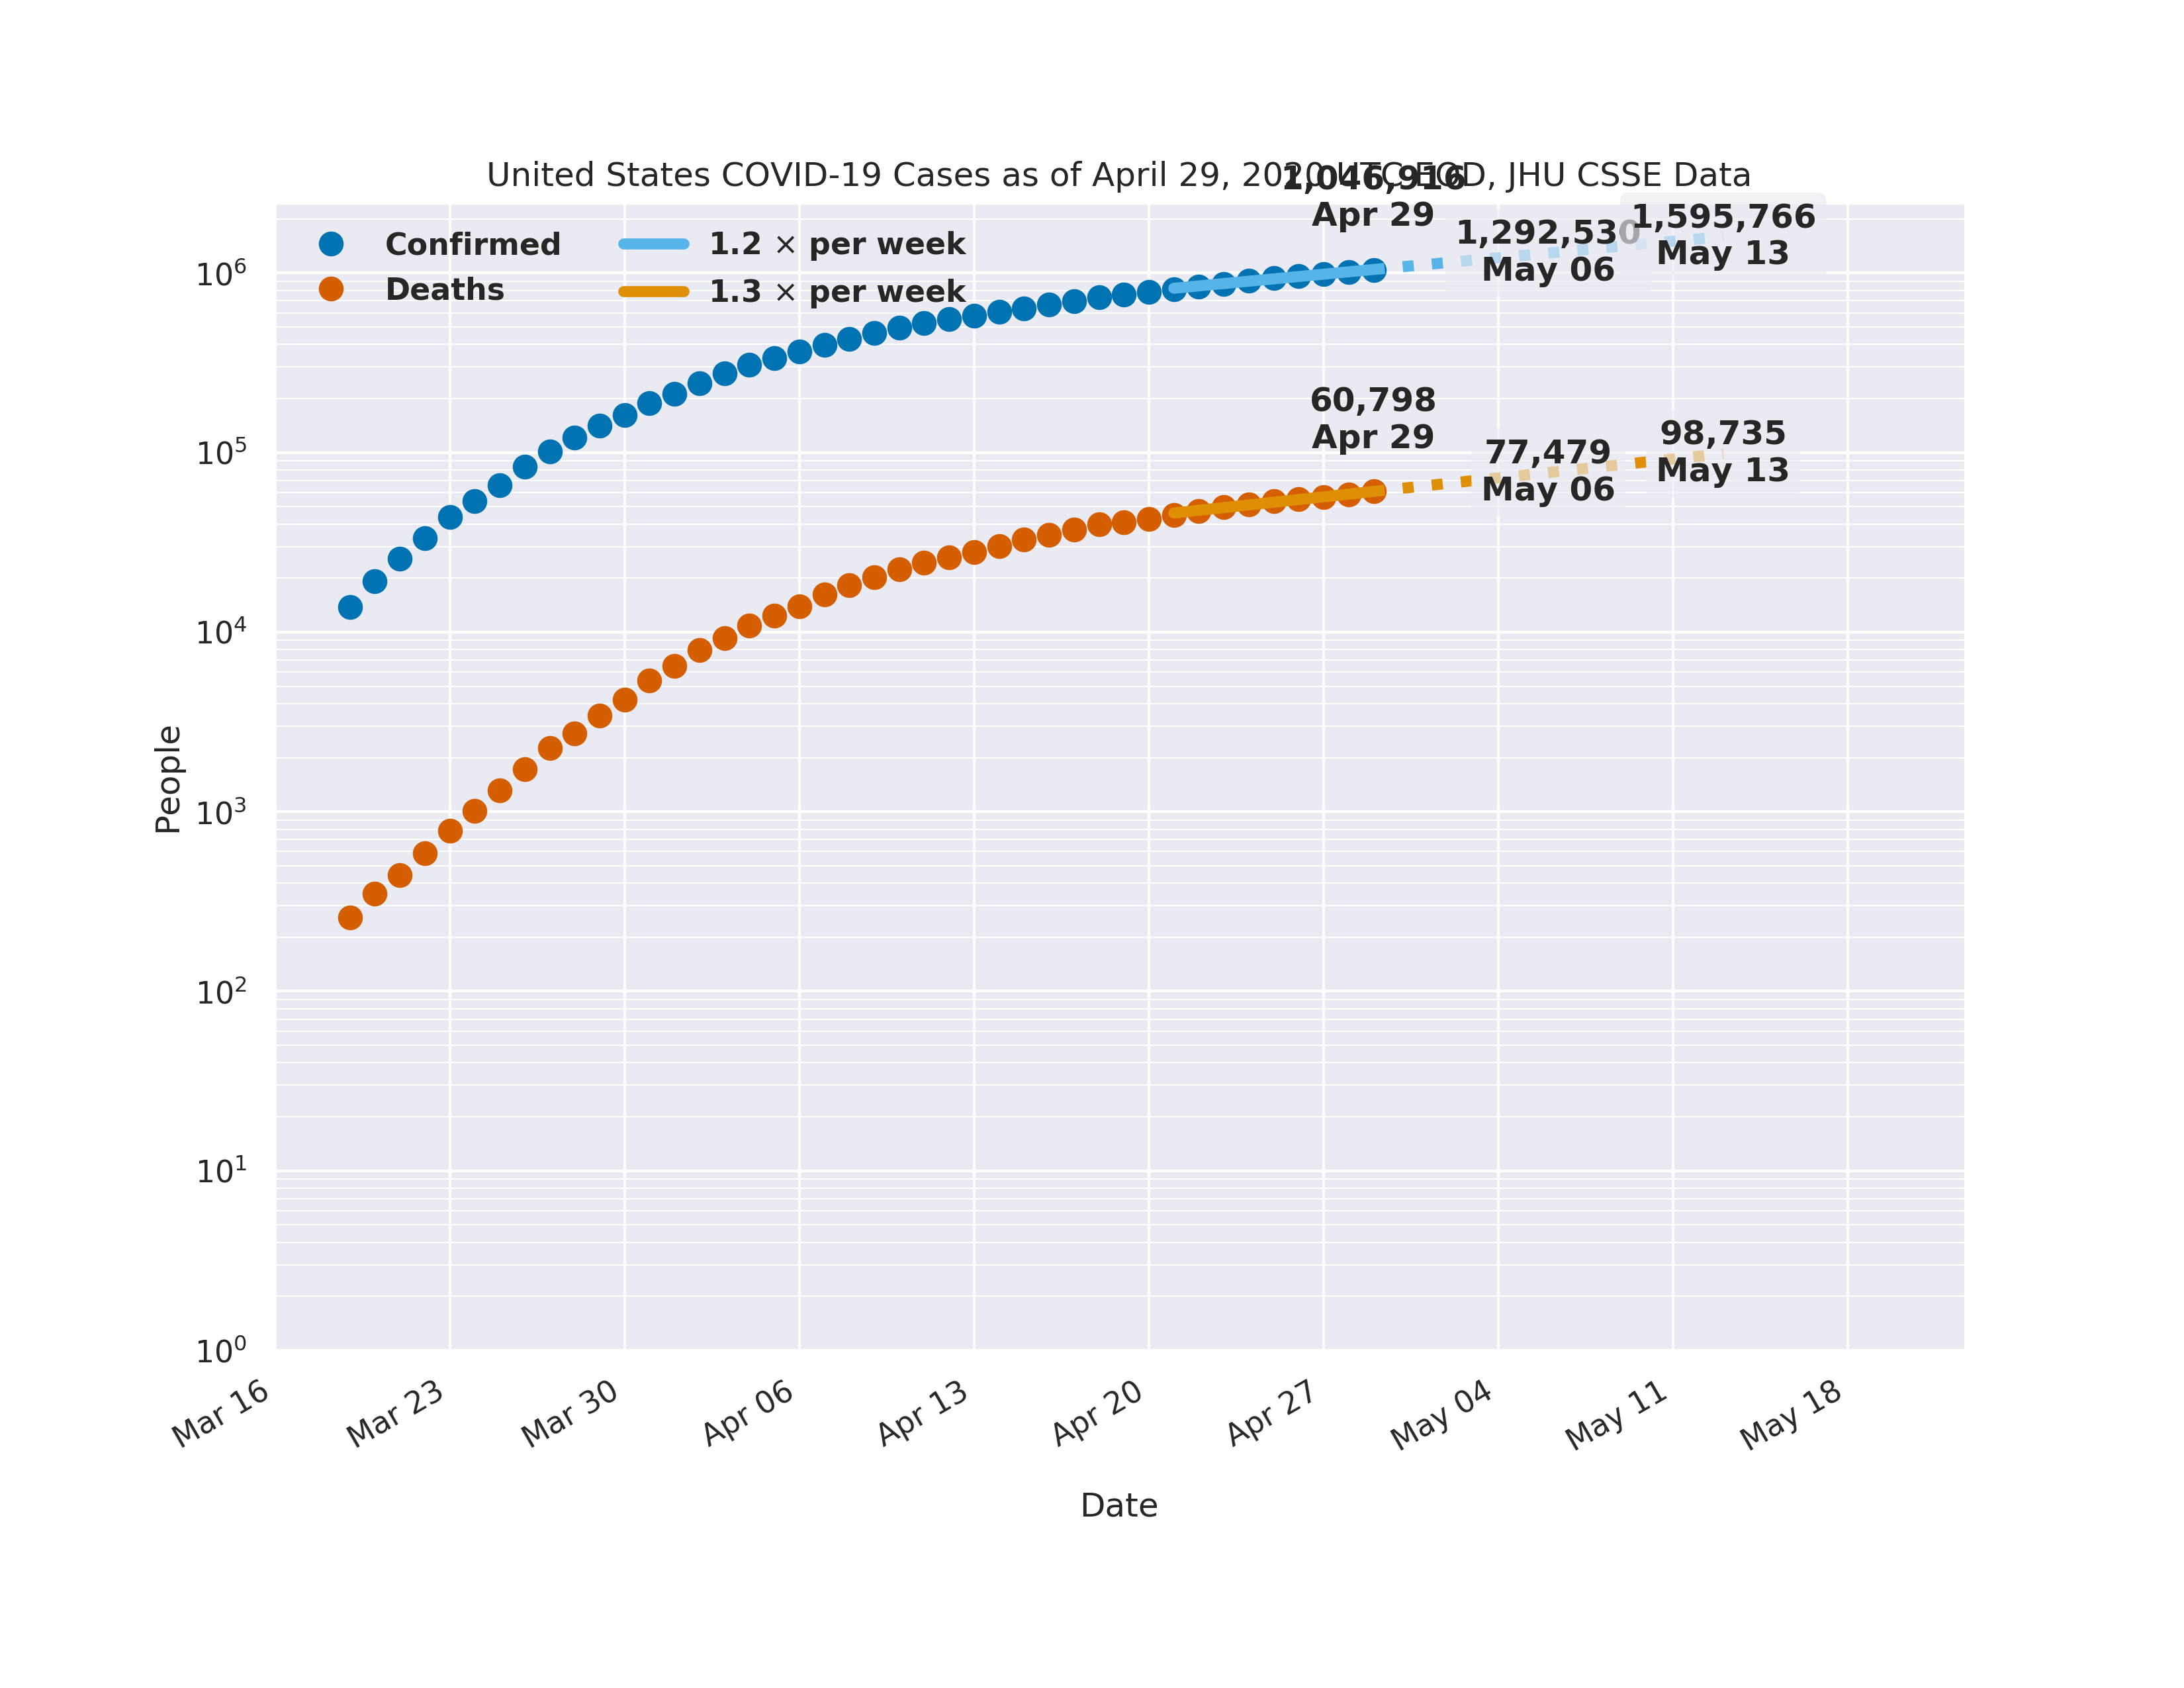 United States COVID-19 Cases as of April 29, 2020 UTC EOD, JHU CSSE Data
1,046,916
Apr 29
1,292,530
May 06
1,595,766
May 13
Confirmed
Deaths
1.2 × per week
1.3 × per week
60,798
Apr 29
77,479
May 06
98,735
May 13
People
10⁶
10⁵
10⁴
10³
10²
10¹
10⁰
Mar 16
Mar 23
Mar 30
Apr 06
Apr 13
Apr 20
Apr 27
May 04
May 11
May 18
Date